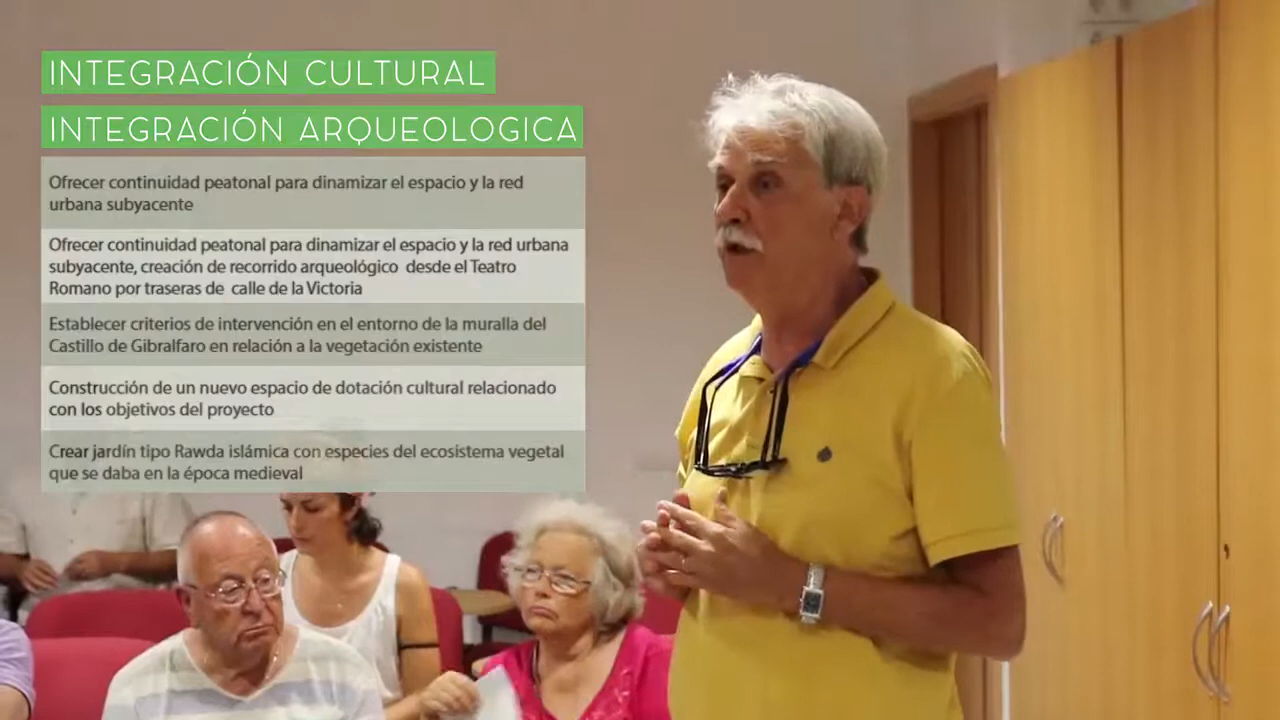 INTEGRACIÓN CULTURAL
INTEGRACIÓN ARQUEOLOGICA
Ofrecer continuidad peatonal para dinamizar el espacio y la red
urbana subyacente
Ofrecer continuidad peatonal para dinamizar el espacio y la red urbana
subyacente, creación de recorrido arqueológico desde el Teatro
Romano por traseras de calle de la Victoria
Establecer criterios de intervención en el entorno de la muralla del
Castillo de Gibralfaro en relación a la vegetación existente
Construcción de un nuevo espacio de dotación cultural relacionado
con los objetivos del proyecto
Crear jardín tipo Rawda islámica con especies del ecosistema vegetal
que se daba en la época medieval